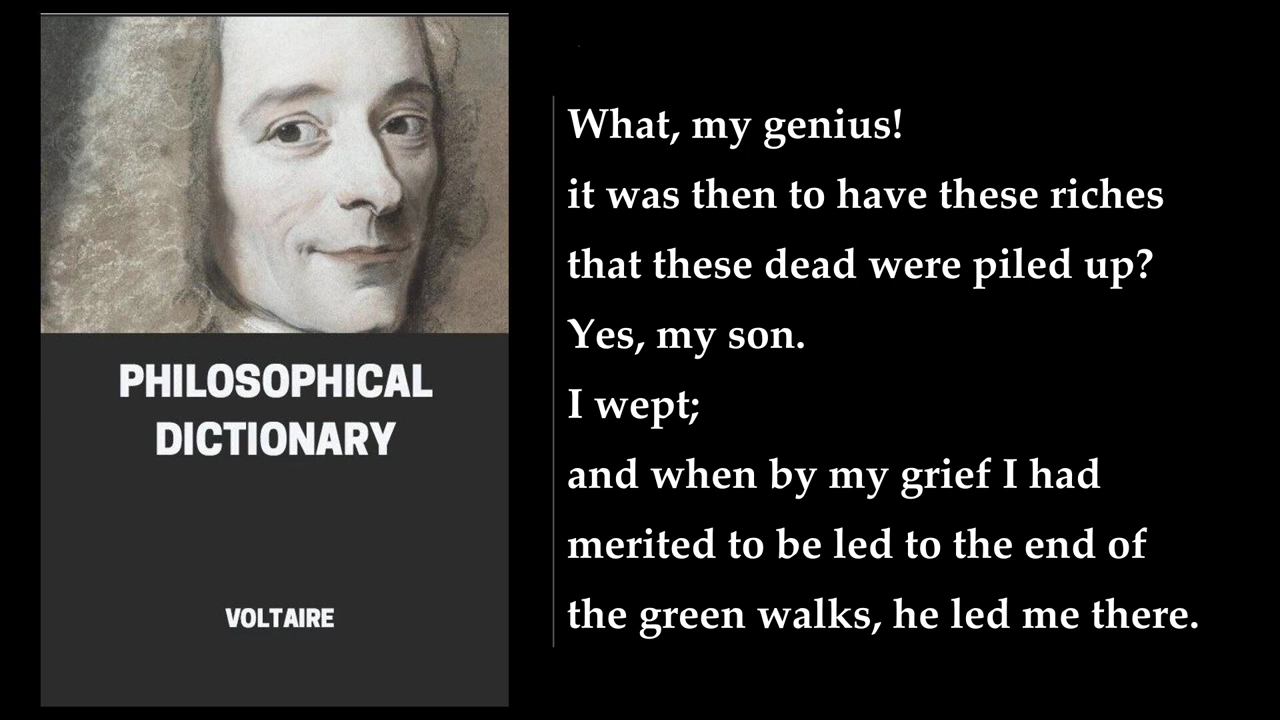 PHILOSOPHICAL
DICTIONARY
VOLTAIRE
What, my genius!
it was then to have these riches
that these dead were piled up?
Yes, my son.
I wept;
and when by my grief I had
merited to be led to the end of
the green walks, he led me there.